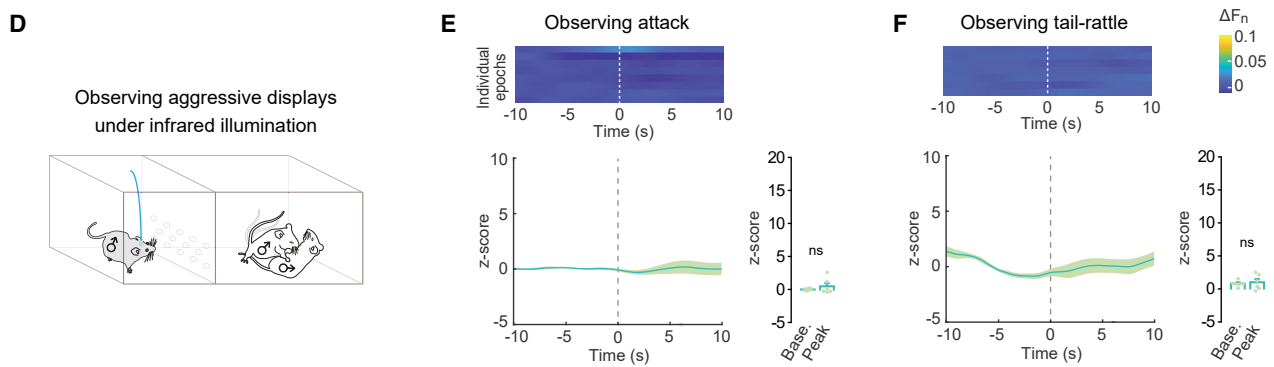 D
Observing aggressive displays
under infrared illumination
♂
♂
♂
E
Observing attack
Individual
epochs
-10 -5 0 5 10
Time (s)
10
5
0
-5
z-score
-10 -5 0 5 10
Time (s)
20
15
10
5
0
-5
z-score
ns
Base.
Peak
F
Observing tail-rattle
-10 -5 0 5 10
Time (s)
ΔFn
0.1
0.05
0
10
5
0
-5
z-score
-10 -5 0 5 10
Time (s)
20
15
10
5
0
-5
z-score
ns
Base.
Peak